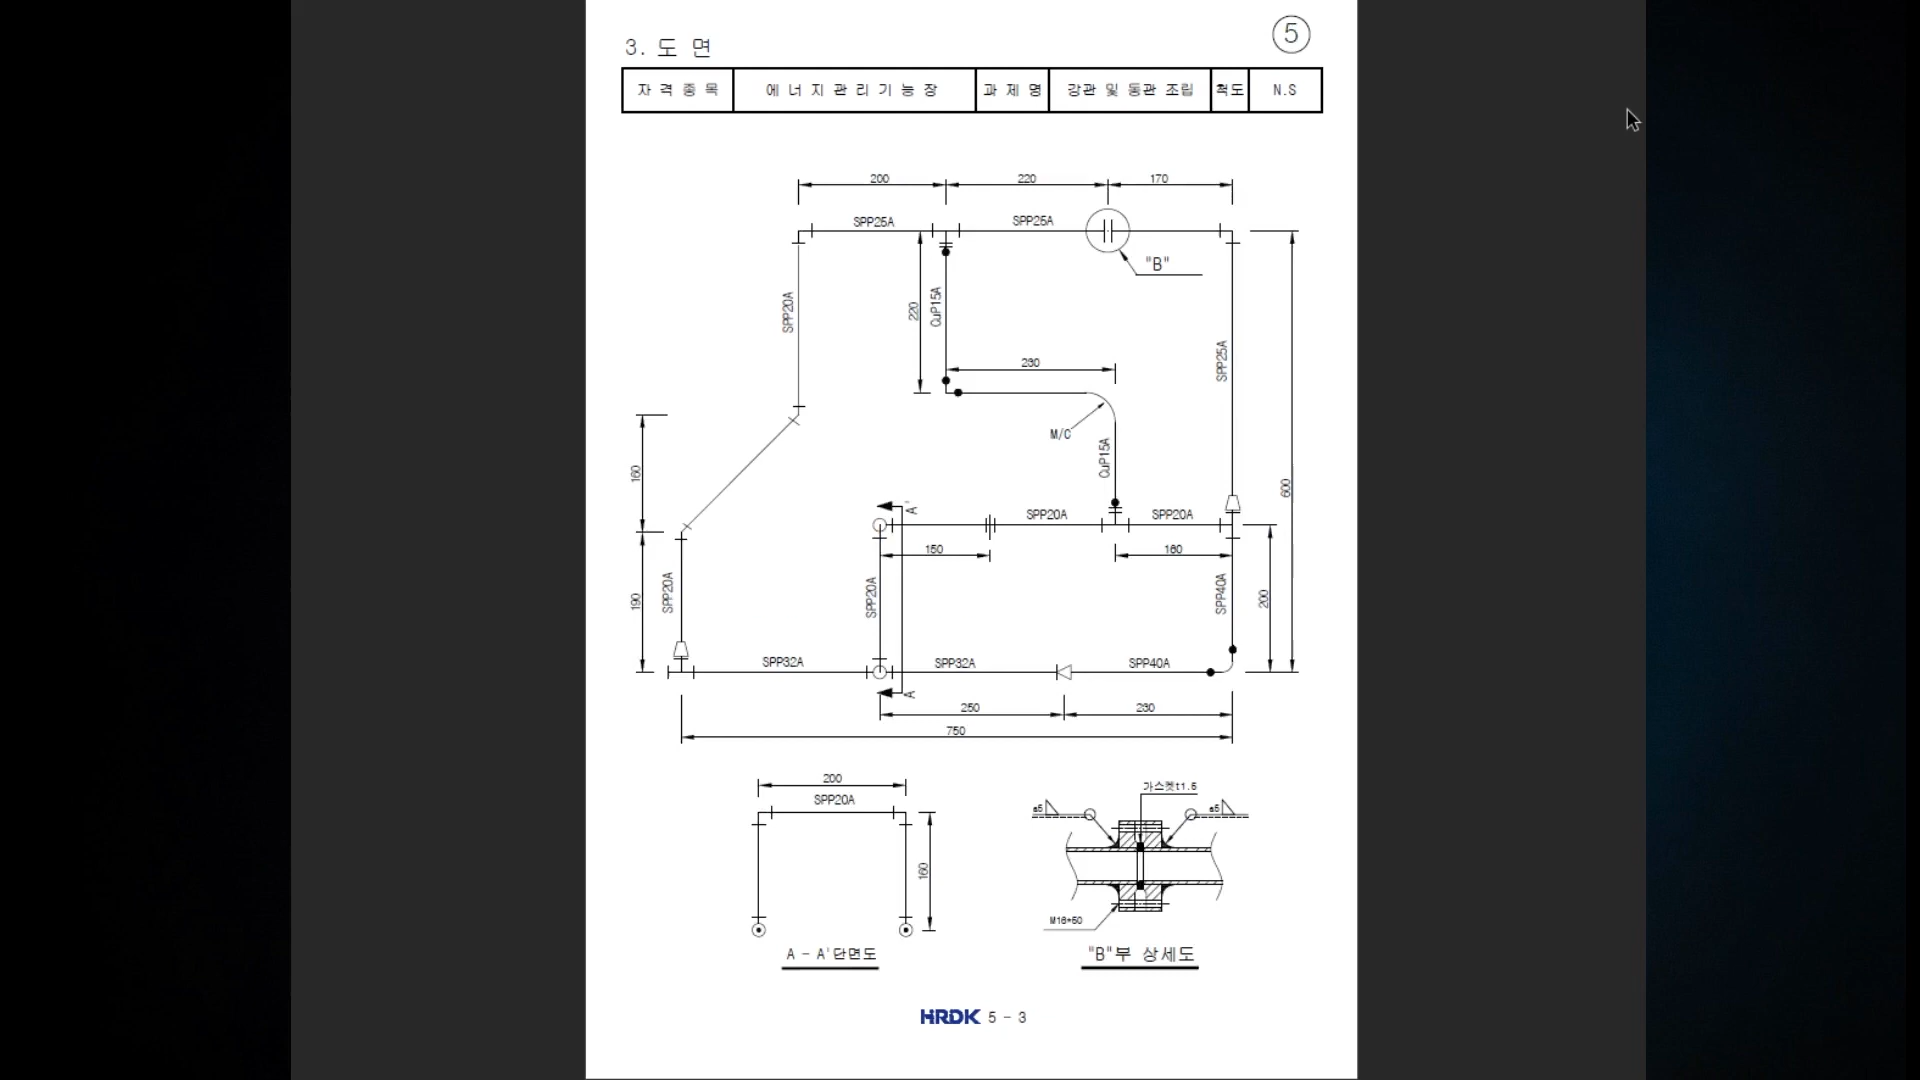 3. 도 면
5
자 격 종 목 에 너 지 관 리 기 능 장 과 제 명 강관 및 동관 조립 척도 N.S
200 220 170
SPP25A SPP25A
"B"
SPP20A
220
CuP15A
SPP25A
230
M/C
CuP15A
160
600
A'
SPP20A SPP20A
150 160
190
SPP20A
SPP20A
SPP40A
200
SPP32A SPP32A SPP40A
A
250 230
750
200
SPP20A
160
A - A'단면도
가스켓t1.5
a5 a5
M16*50
"B"부 상세도
HRDK 5 - 3